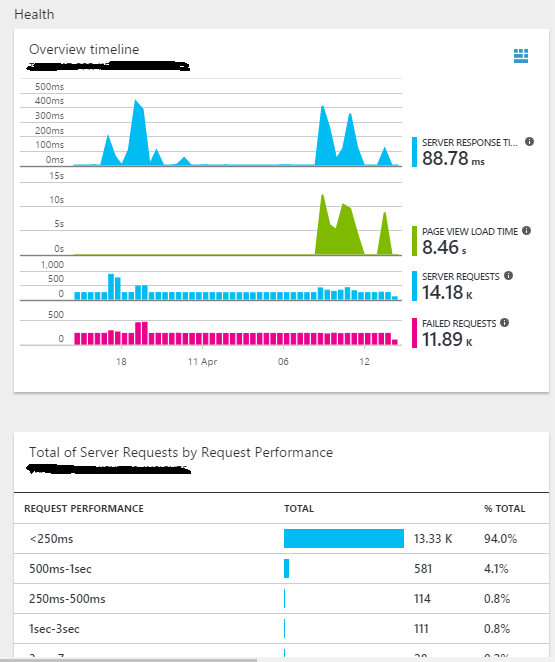 Health
Overview timeline
500ms
400ms
300ms
200ms
100ms
0ms
SERVER RESPONSE TI...
88.78 ms
15s
10s
5s
0s
PAGE VIEW LOAD TIME
8.46 s
1,000
500
0
SERVER REQUESTS
14.18 K
500
0
FAILED REQUESTS
11.89 K
18 11 Apr 06 12
Total of Server Requests by Request Performance
REQUEST PERFORMANCE TOTAL % TOTAL
<250ms 13.33 K 94.0%
500ms-1sec 581 4.1%
250ms-500ms 114 0.8%
1sec-3sec 111 0.8%